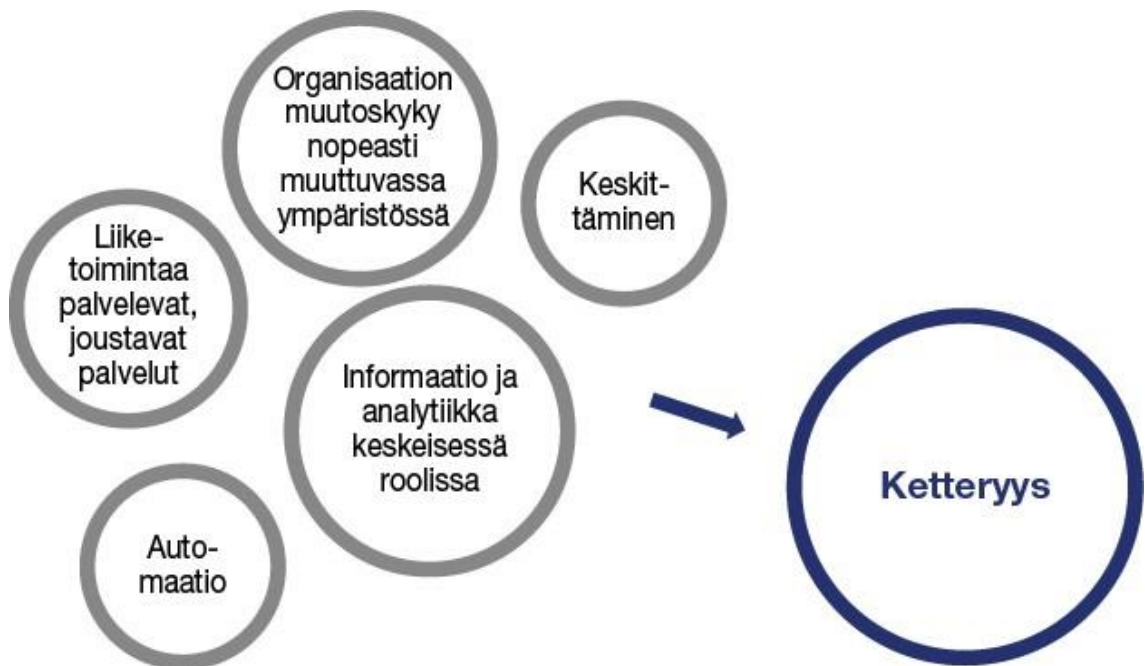 Organisaation
muutoskyky
nopeasti
muuttuvassa
ympäristössä
Keskit-
täminen
Liike-
toimintaa
palvelevat,
joustavat
palvelut
Informaatio ja
analytiikka
keskeisessä
roolissa
Ketteryys
Auto-
maatio